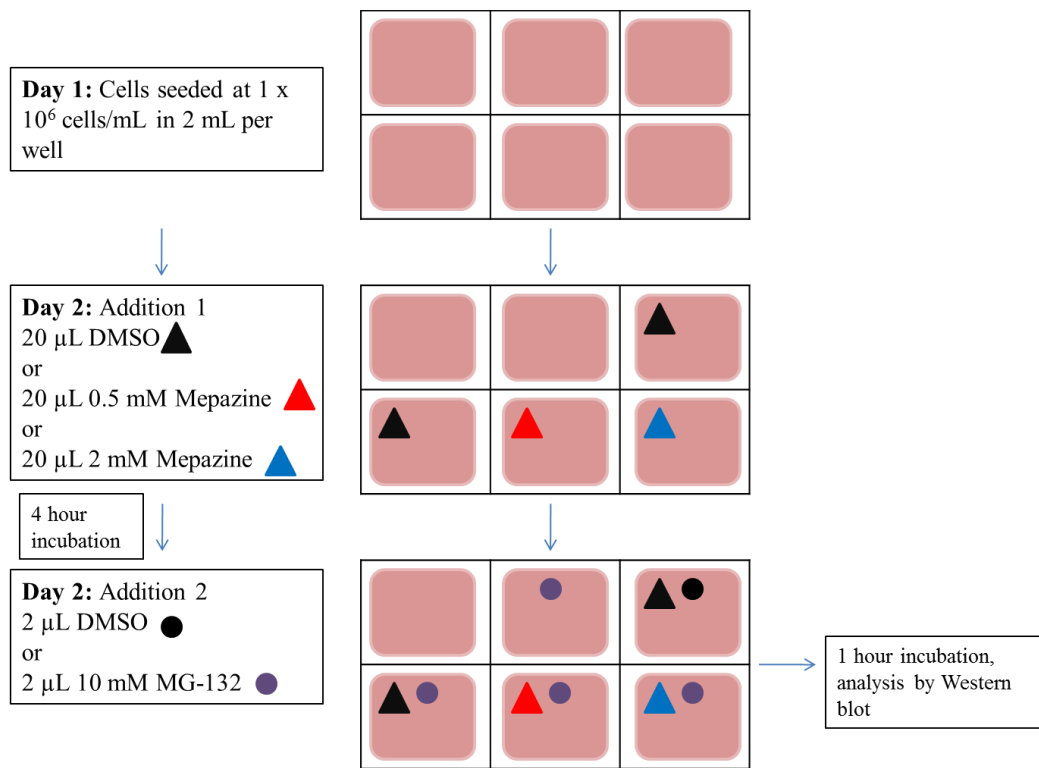 Day 1: Cells seeded at 1 x
10⁶ cells/mL in 2 mL per
well
Day 2: Addition 1
20 µL DMSO
or
20 µL 0.5 mM Mepazine
or
20 µL 2 mM Mepazine
4 hour
incubation
Day 2: Addition 2
2 µL DMSO
or
2 µL 10 mM MG-132
1 hour incubation,
analysis by Western
blot